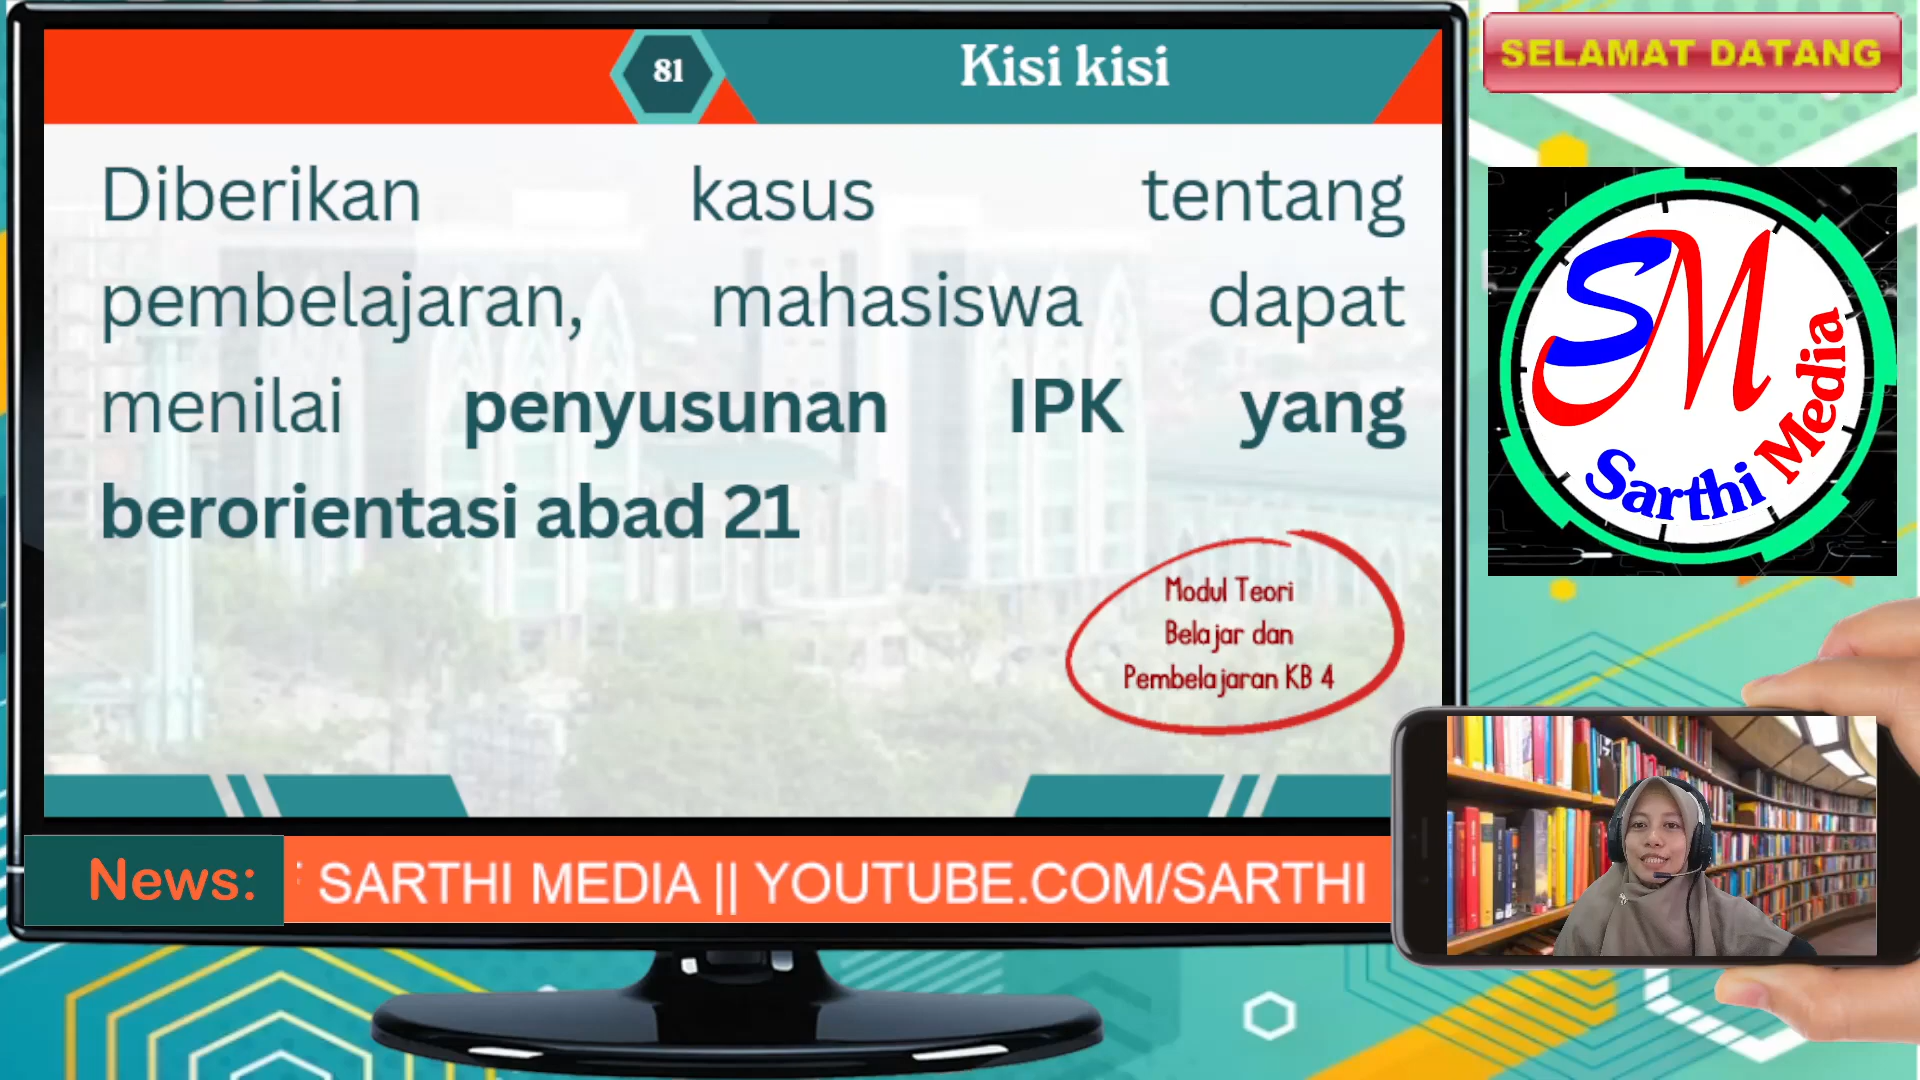 81
Kisi kisi
SELAMAT DATANG
Diberikan kasus tentang
pembelajaran, mahasiswa dapat
menilai penyusunan IPK yang
berorientasi abad 21
Modul Teori
Belajar dan
Pembelajaran KB 4
SM
Sarthi Media
News:
SARTHI MEDIA || YOUTUBE.COM/SARTHI